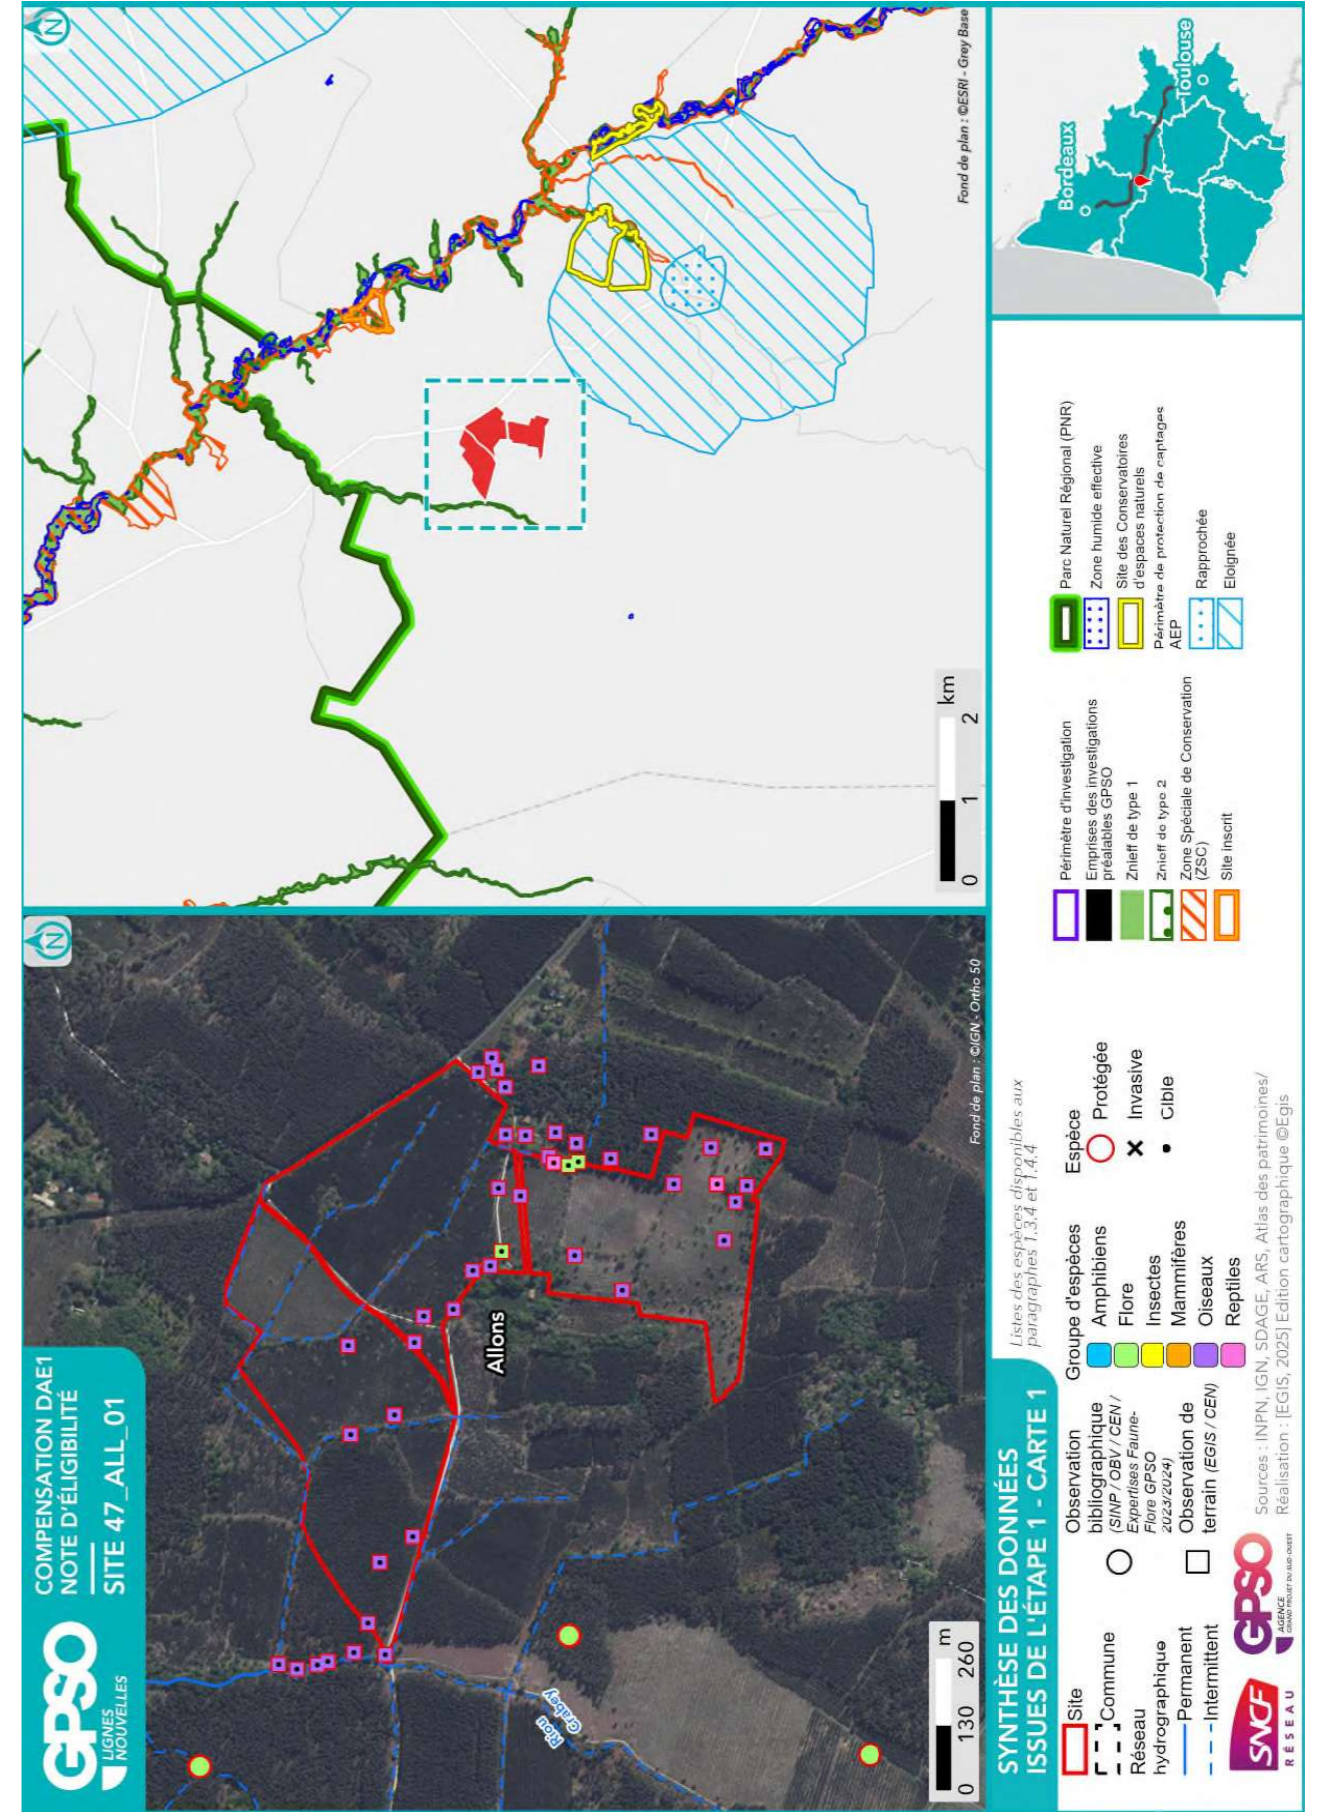 GPSO
LIGNES
NOUVELLES
COMPENSATION DAE1
NOTE D'ÉLIGIBILITÉ
SITE 47_ALL_01
N
Allons
Riou
Crabey
0 130 260 m
Fond de plan : ©IGN - Ortho 50
N
0 1 2 km
Fond de plan : ©ESRI - Grey Base
SYNTHÈSE DES DONNÉES
ISSUES DE L'ÉTAPE 1 - CARTE 1
Listes des espèces disponibles aux
paragraphes 1.3.4 et 1.4.4
Site
Commune
Réseau
hydrographique
Permanent
Intermittent
Observation
bibliographique
(SINP / OBV / CEN /
Expertises Faune-
Flore GPSO
2023/2024)
Observation de
terrain (EGIS / CEN)
Groupe d'espèces
Amphibiens
Flore
Insectes
Mammifères
Oiseaux
Reptiles
Espèce
Protégée
Invasive
Cible
Périmètre d'investigation
Emprises des investigations
préalables GPSO
Znieff de type 1
Znieff de type 2
Zone Spéciale de Conservation
(ZSC)
Site inscrit
Parc Naturel Régional (PNR)
Zone humide effective
Site des Conservatoires
d'espaces naturels
Périmètre de protection de captages
AEP
Rapprochée
Eloignée
Bordeaux
Toulouse
SNCF
RÉSEAU
GPSO
AGENCE
GRAND PROJET DU SUD-OUEST
Sources : INPN, IGN, SDAGE, ARS, Atlas des patrimoines/
Réalisation : [EGIS, 2025] Edition cartographique ©Egis